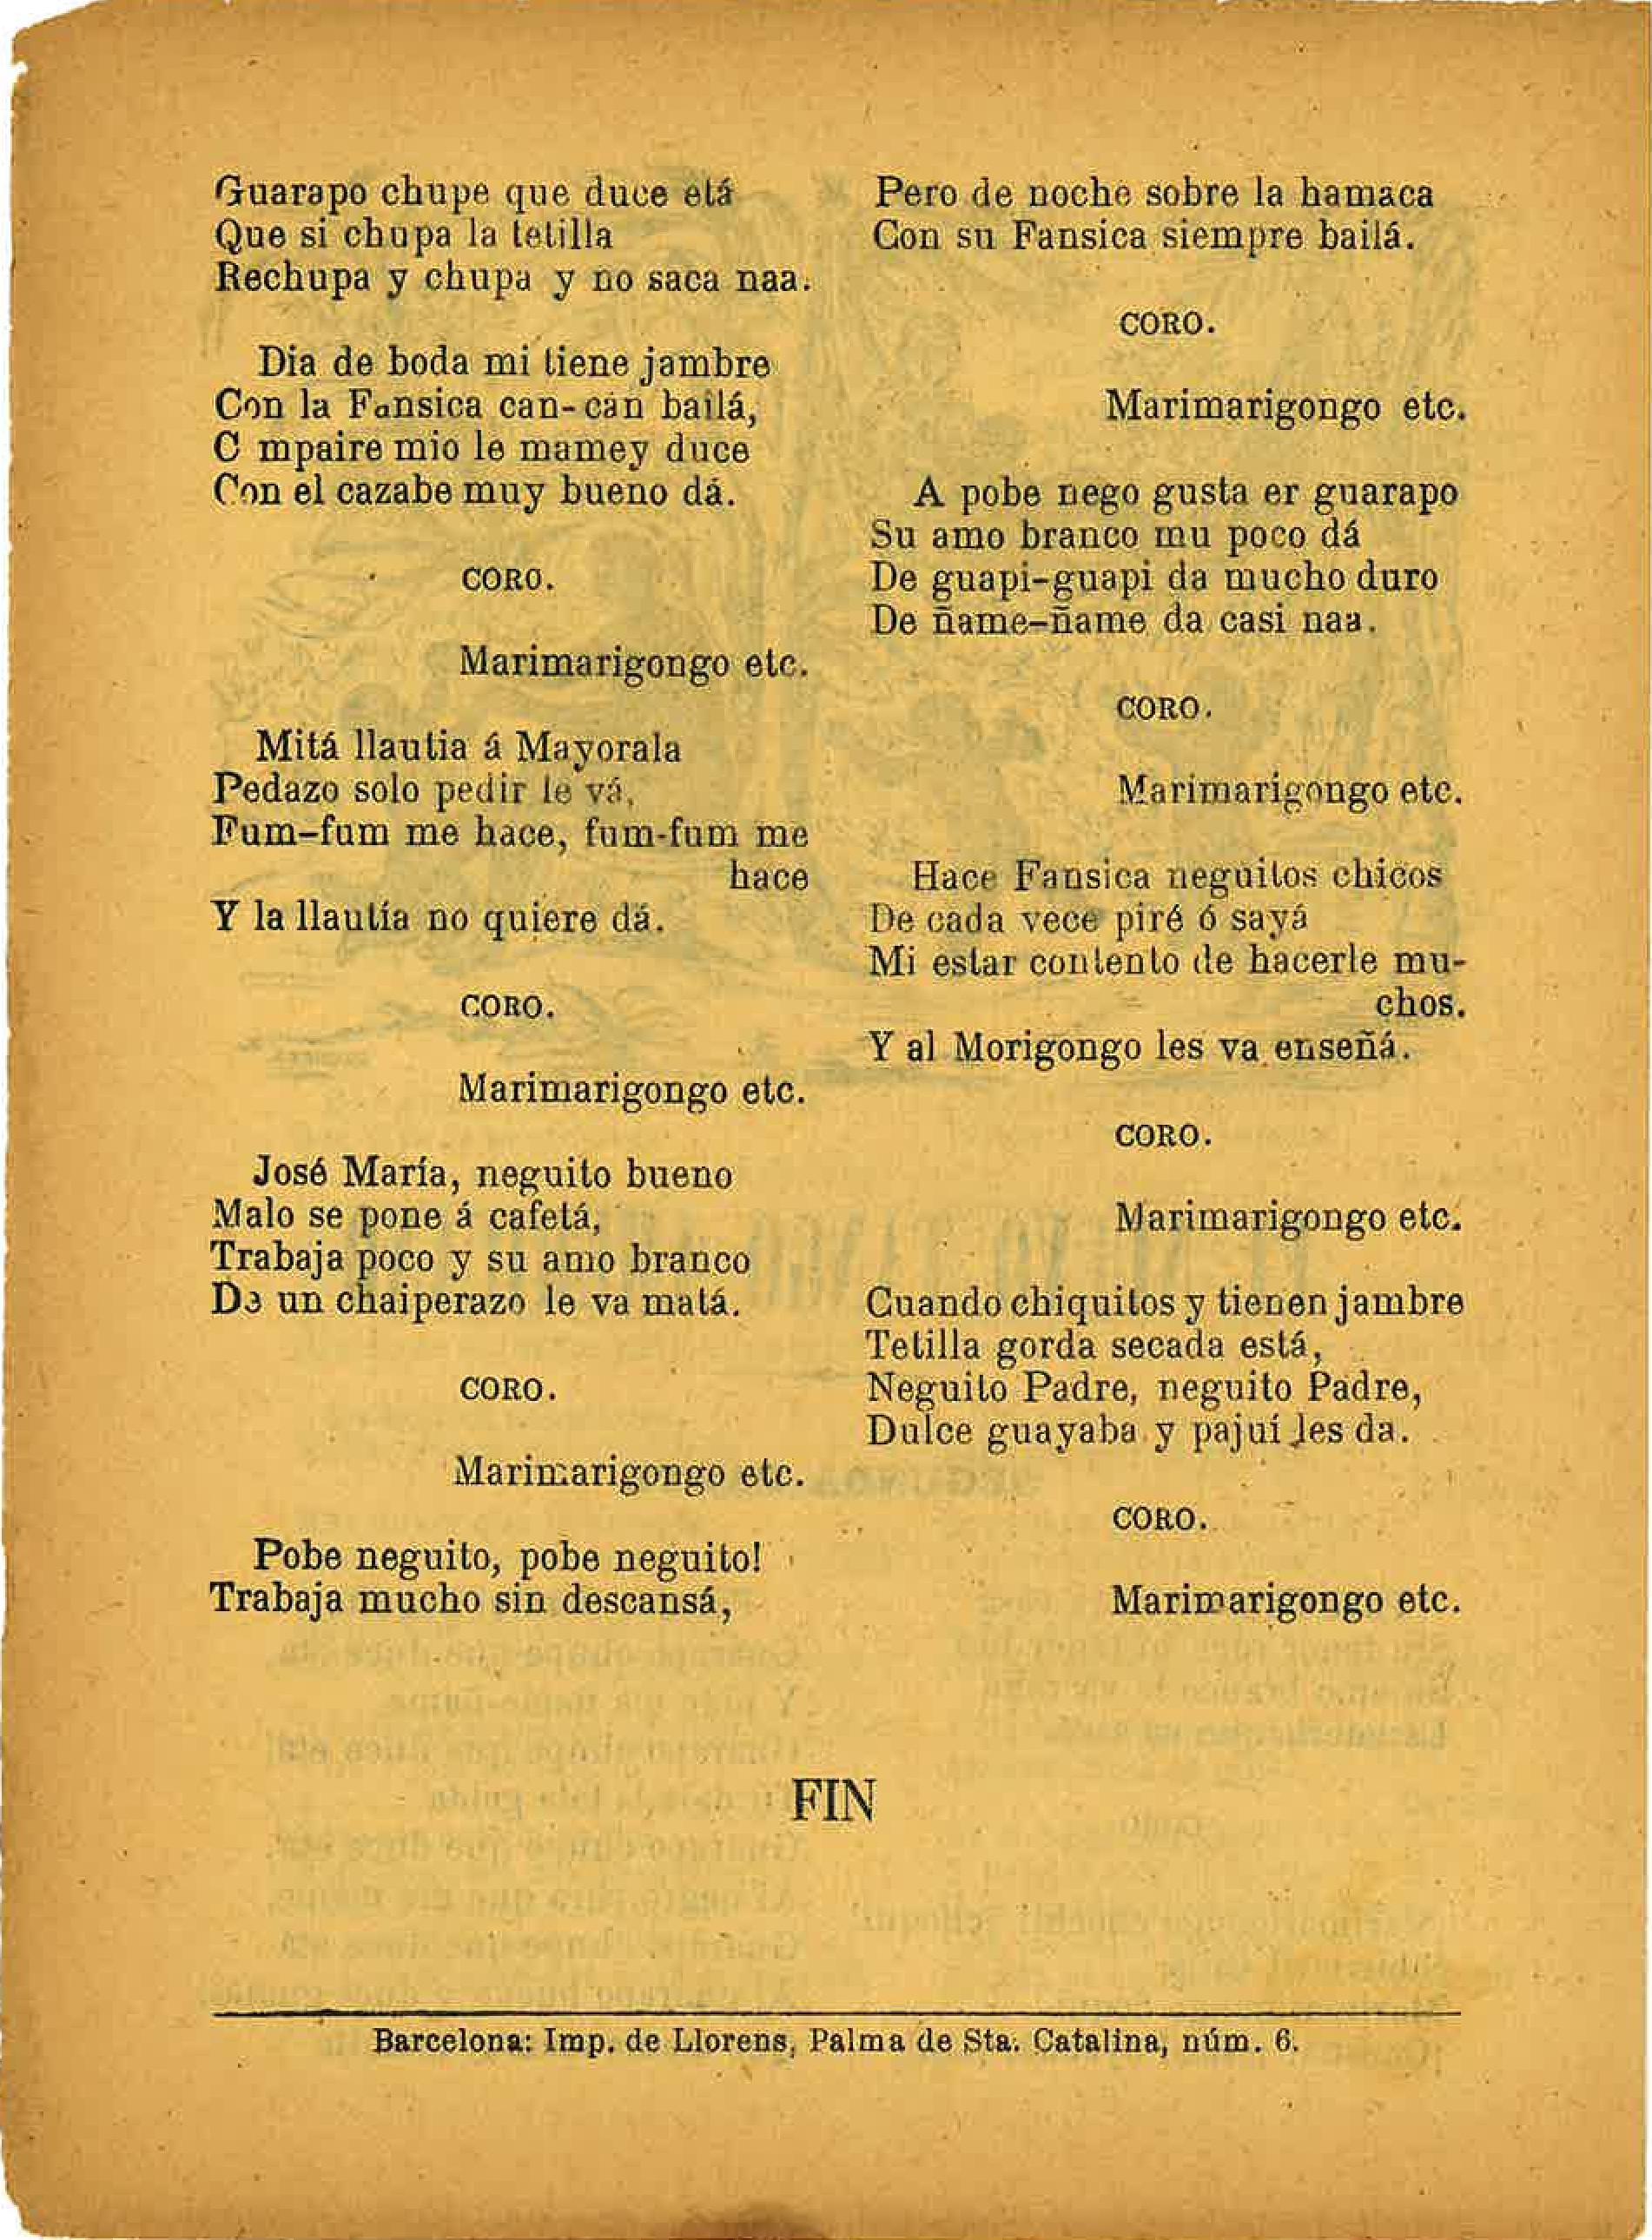 Guarapo chupe que duce etá
Que si chupa la tetilla
Rechupa y chupa y no saca naa.
Dia de boda mi tiene jambre
Con la Fansica can-can bailá,
C mpaire mio le mamey duce
Con el cazabe muy bueno dá.
CORO.
Marimarigongo etc.
Mitá llautia á Mayorala
Pedazo solo pedir le vá,
Fum-fum me hace, fum-fum me
hace
Y la llautía no quiere dá.
CORO.
Marimarigongo etc.
José María, neguito bueno
Malo se pone á cafetá,
Trabaja poco y su amo branco
De un chaiperazo le va matá.
CORO.
Marimarigongo etc.
Pobe neguito, pobe neguito!
Trabaja mucho sin descansá,
Pero de noche sobre la hamaca
Con su Fansica siempre bailá.
CORO.
Marimarigongo etc.
A pobe nego gusta er guarapo
Su amo branco mu poco dá
De guapi-guapi da mucho duro
De ñame-ñame da casi naa.
CORO.
Marimarigongo etc.
Hace Fansica neguitos chicos
De cada vece piré ó sayá
Mi estar contento de hacerle mu-
chos.
Y al Morigongo les va enseñá.
CORO.
Marimarigongo etc.
Cuando chiquitos y tienen jambre
Tetilla gorda secada está,
Neguito Padre, neguito Padre,
Dulce guayaba y pajuí les da.
CORO.
Marimarigongo etc.
FIN
Barcelona: Imp. de Llorens, Palma de Sta. Catalina, núm. 6.